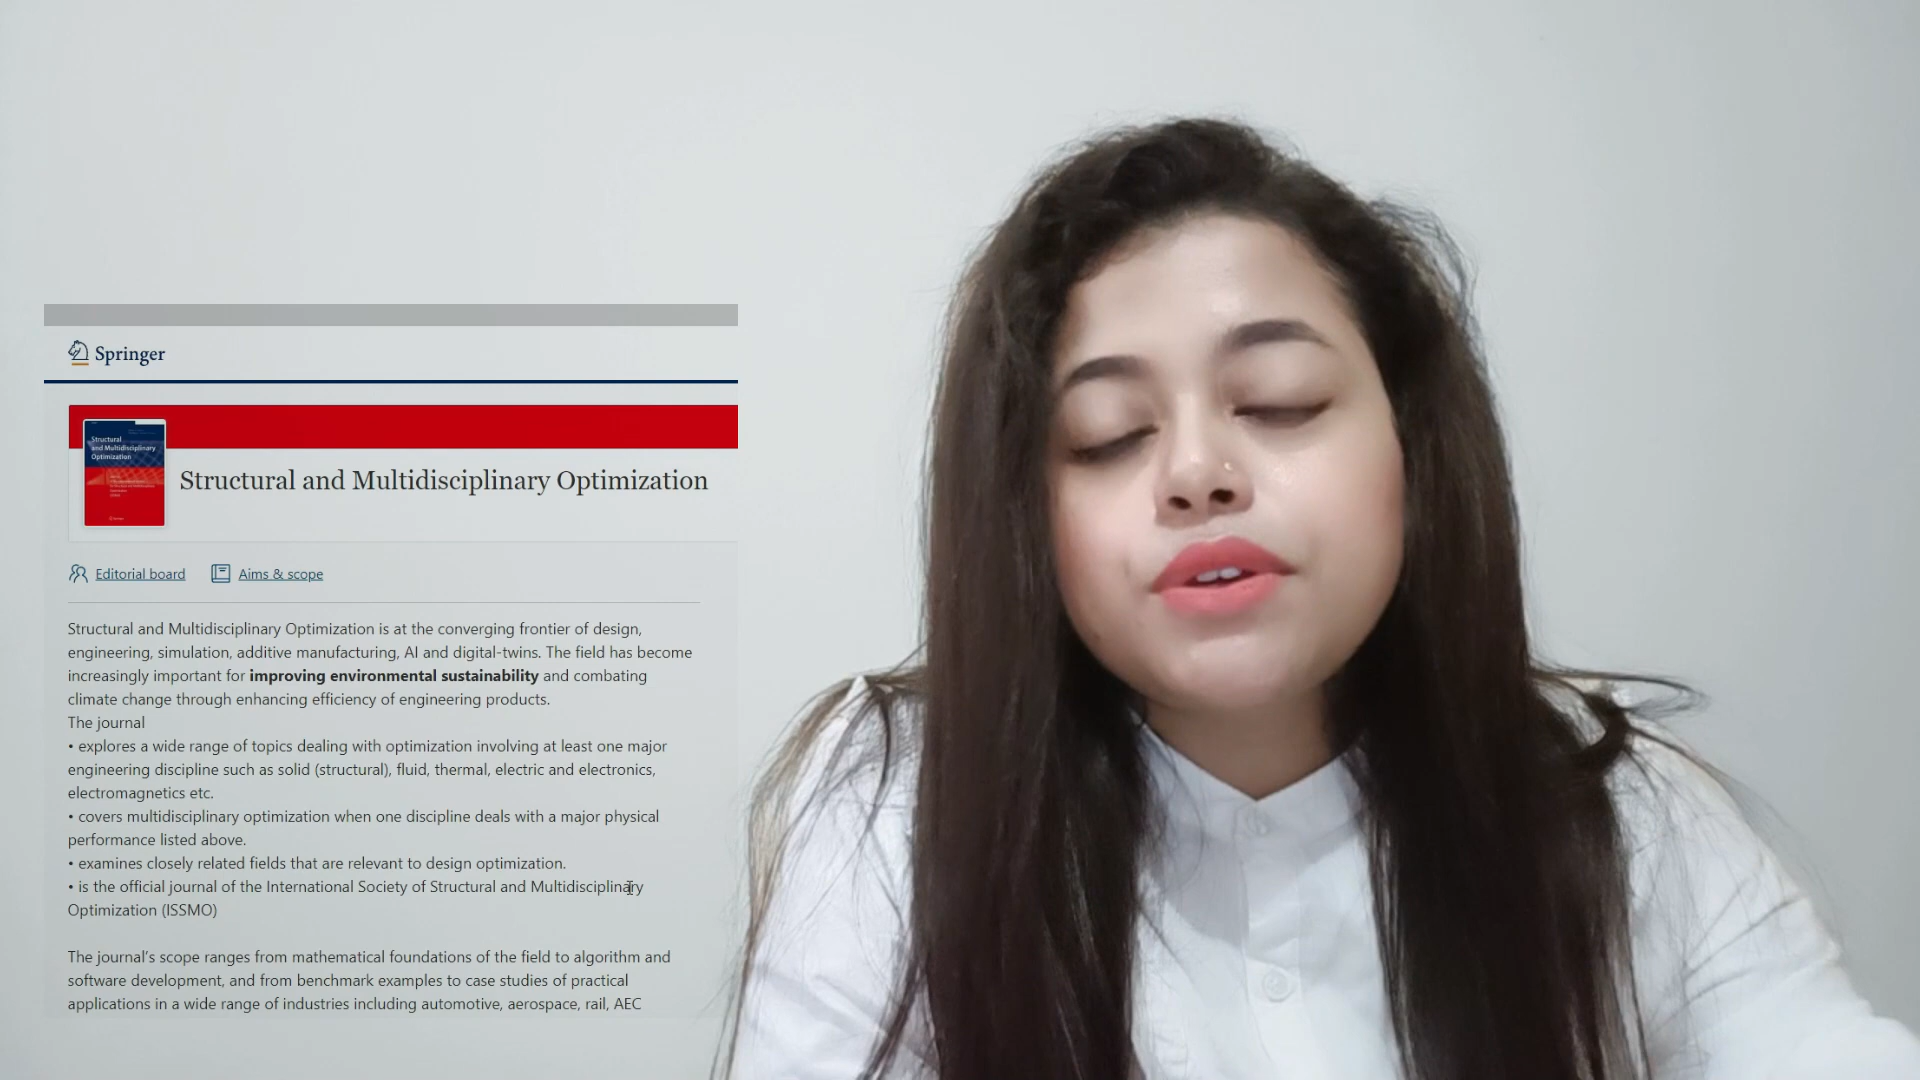 Springer
Structural
and Multidisciplinary
Optimization
Structural and Multidisciplinary Optimization
Editorial board
Aims & scope
Structural and Multidisciplinary Optimization is at the converging frontier of design,
engineering, simulation, additive manufacturing, AI and digital-twins. The field has become
increasingly important for improving environmental sustainability and combating
climate change through enhancing efficiency of engineering products.
The journal
• explores a wide range of topics dealing with optimization involving at least one major
engineering discipline such as solid (structural), fluid, thermal, electric and electronics,
electromagnetics etc.
• covers multidisciplinary optimization when one discipline deals with a major physical
performance listed above.
• examines closely related fields that are relevant to design optimization.
• is the official journal of the International Society of Structural and Multidisciplinary
Optimization (ISSMO)
The journal’s scope ranges from mathematical foundations of the field to algorithm and
software development, and from benchmark examples to case studies of practical
applications in a wide range of industries including automotive, aerospace, rail, AEC